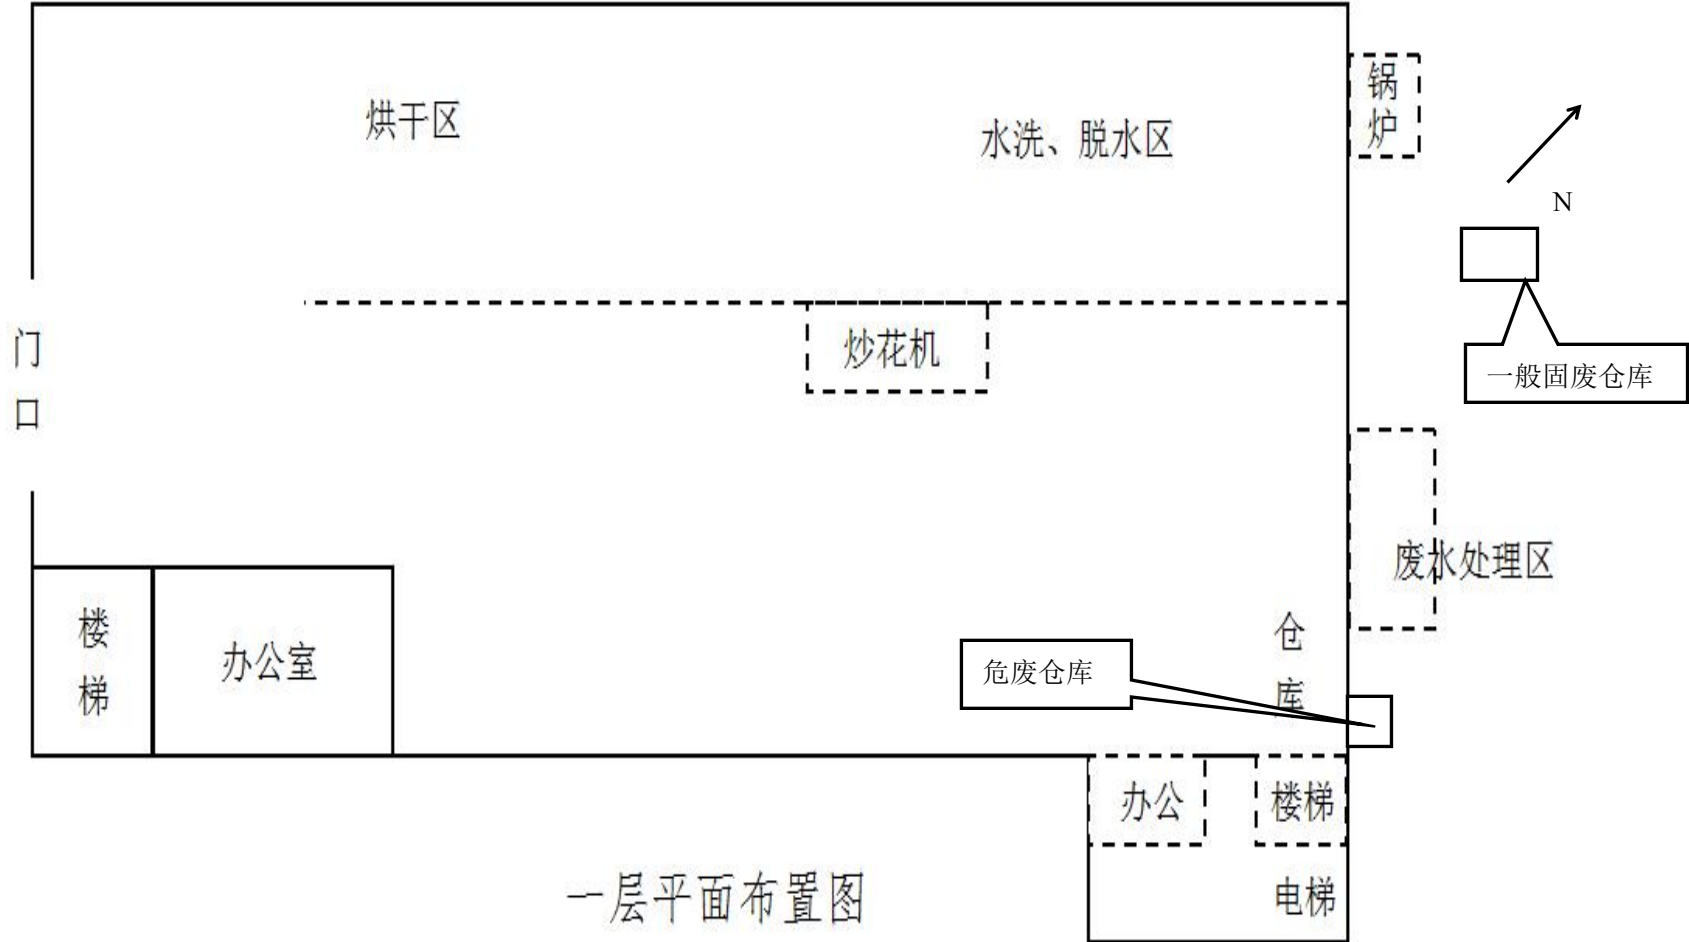 锅炉
烘干区
水洗、脱水区
N
门口
炒花机
一般固废仓库
废水处理区
楼梯
办公室
仓库
危废仓库
办公
楼梯
电梯
一层平面布置图